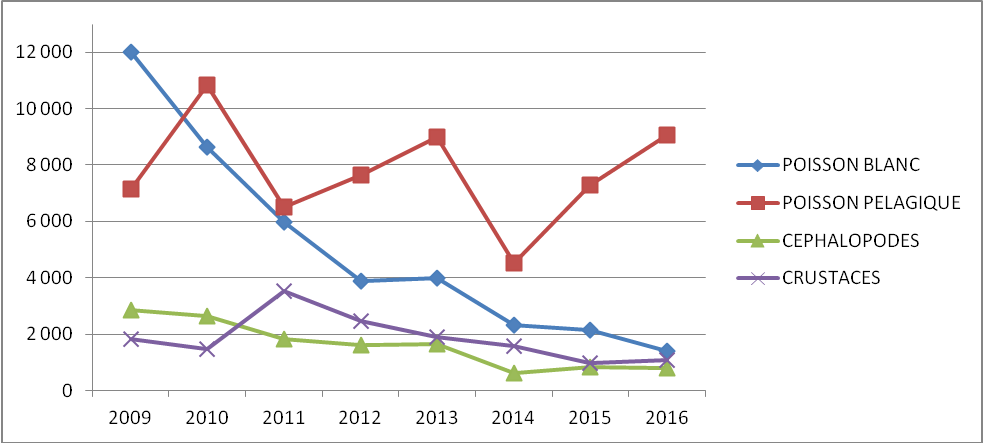 12 000
10 000
8 000
6 000
4 000
2 000
0
2009 2010 2011 2012 2013 2014 2015 2016
POISSON BLANC
POISSON PELAGIQUE
CEPHALOPODES
CRUSTACES